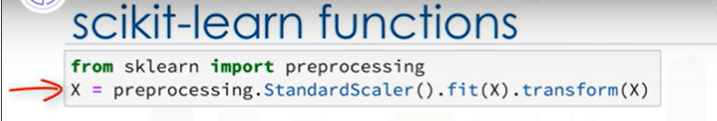 scikit-learn functions
from sklearn import preprocessing
X = preprocessing.StandardScaler().fit(X).transform(X)